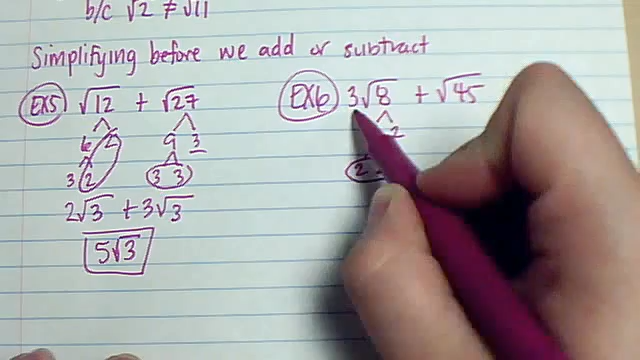 b/c √2 ≠ √11
Simplifying before we add or subtract
EX5 √12 + √27
6 2 9 3
3 2 3 3
2√3 + 3√3
5√3
EX6 3√8 + √45
2
2